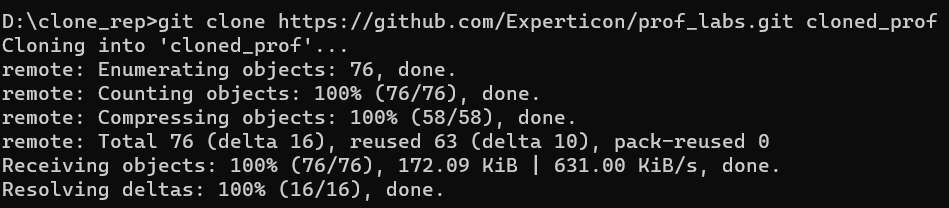 D:\clone_rep>git clone https://github.com/Experticon/prof_labs.git cloned_prof
Cloning into 'cloned_prof'...
remote: Enumerating objects: 76, done.
remote: Counting objects: 100% (76/76), done.
remote: Compressing objects: 100% (58/58), done.
remote: Total 76 (delta 16), reused 63 (delta 10), pack-reused 0
Receiving objects: 100% (76/76), 172.09 KiB | 631.00 KiB/s, done.
Resolving deltas: 100% (16/16), done.